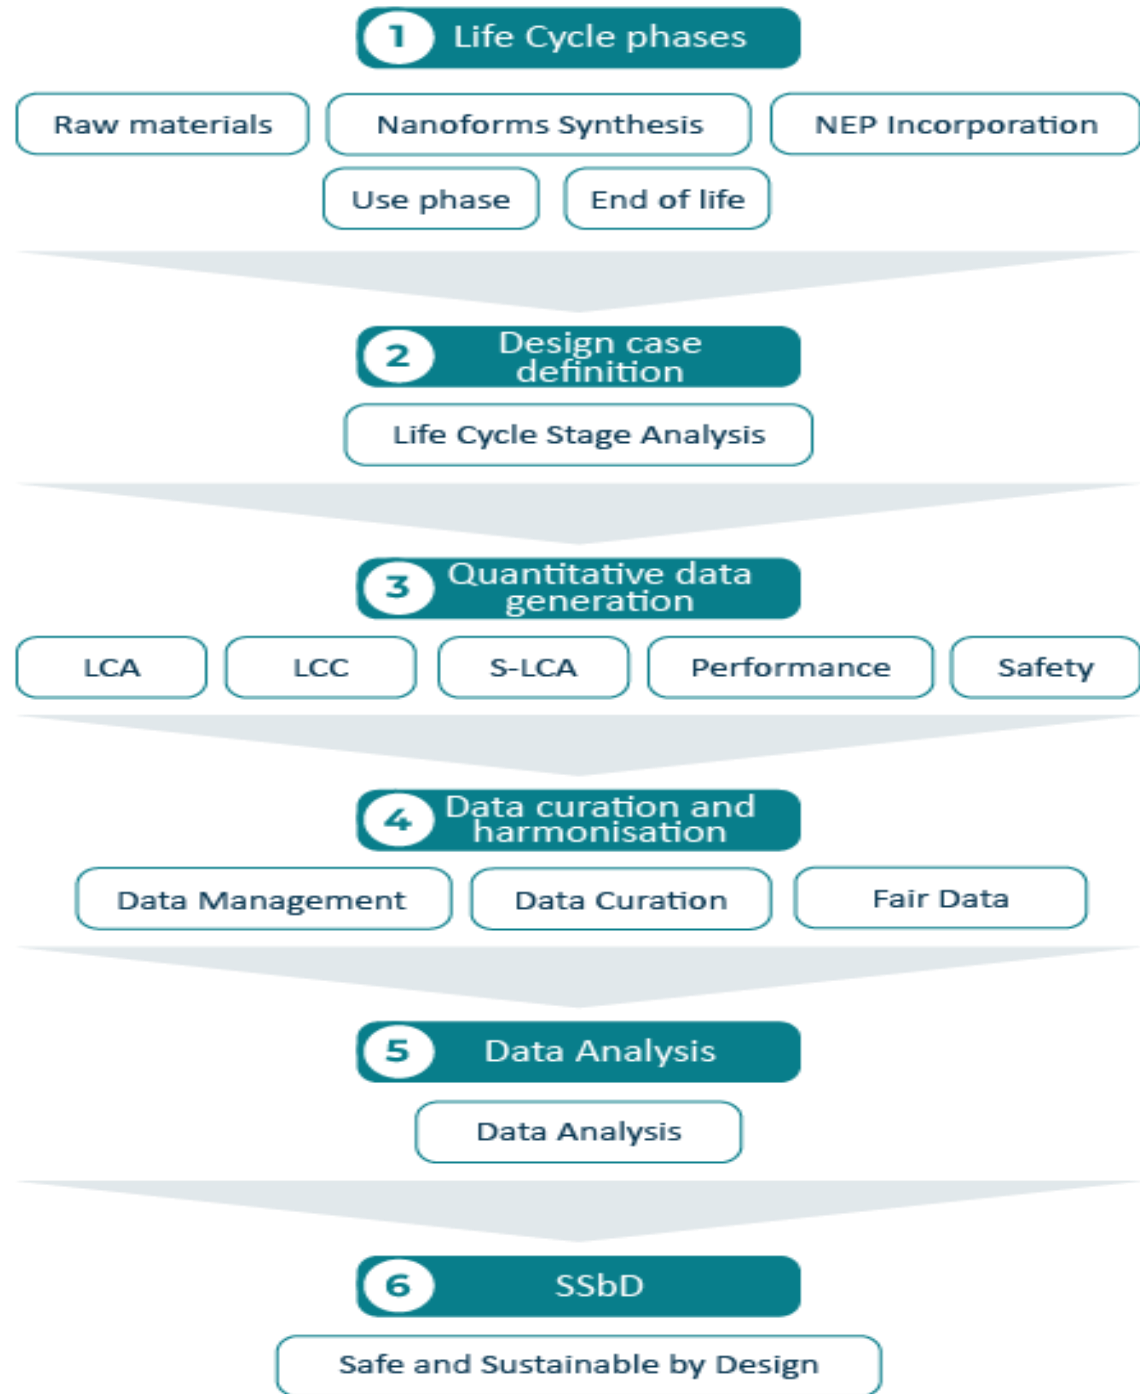 1 Life Cycle phases
Raw materials
Nanoforms Synthesis
NEP Incorporation
Use phase
End of life
2 Design case
definition
Life Cycle Stage Analysis
3 Quantitative data
generation
LCA
LCC
S-LCA
Performance
Safety
4 Data curation and
harmonisation
Data Management
Data Curation
Fair Data
5 Data Analysis
Data Analysis
6 SSbD
Safe and Sustainable by Design